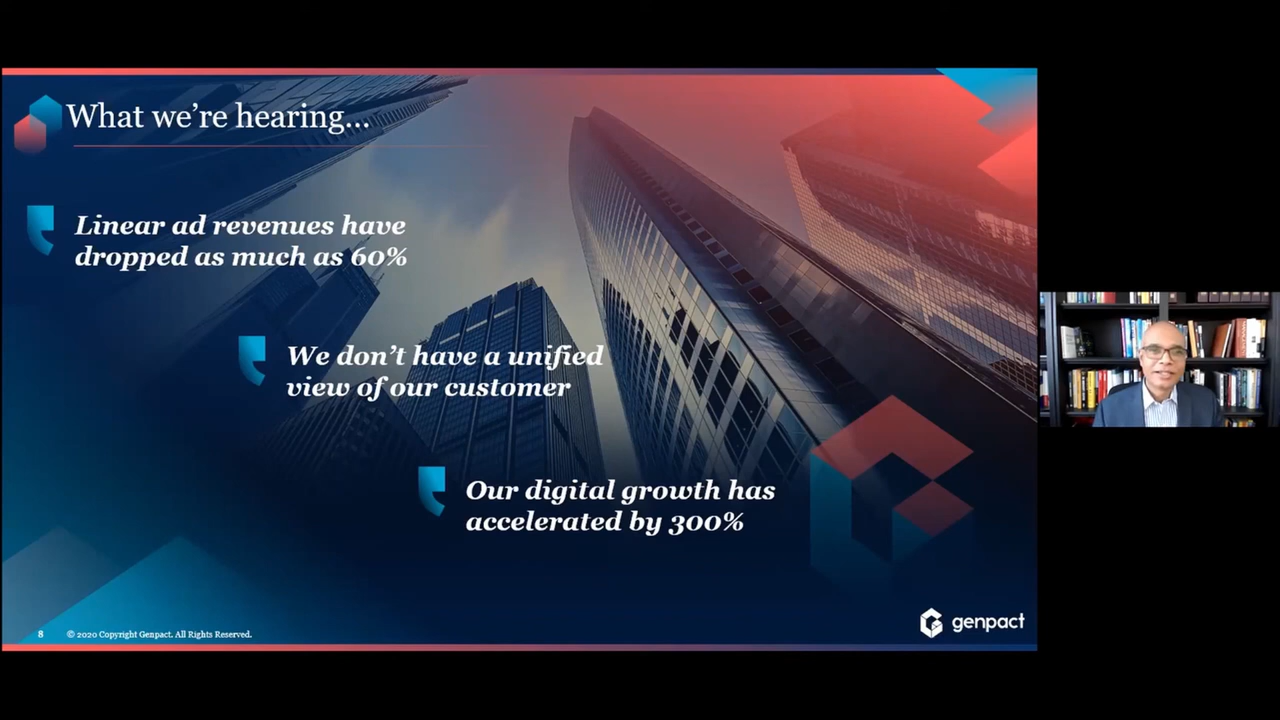 What we’re hearing...
Linear ad revenues have
dropped as much as 60%
We don’t have a unified
view of our customer
Our digital growth has
accelerated by 300%
8 © 2020 Copyright Genpact. All Rights Reserved.
genpact